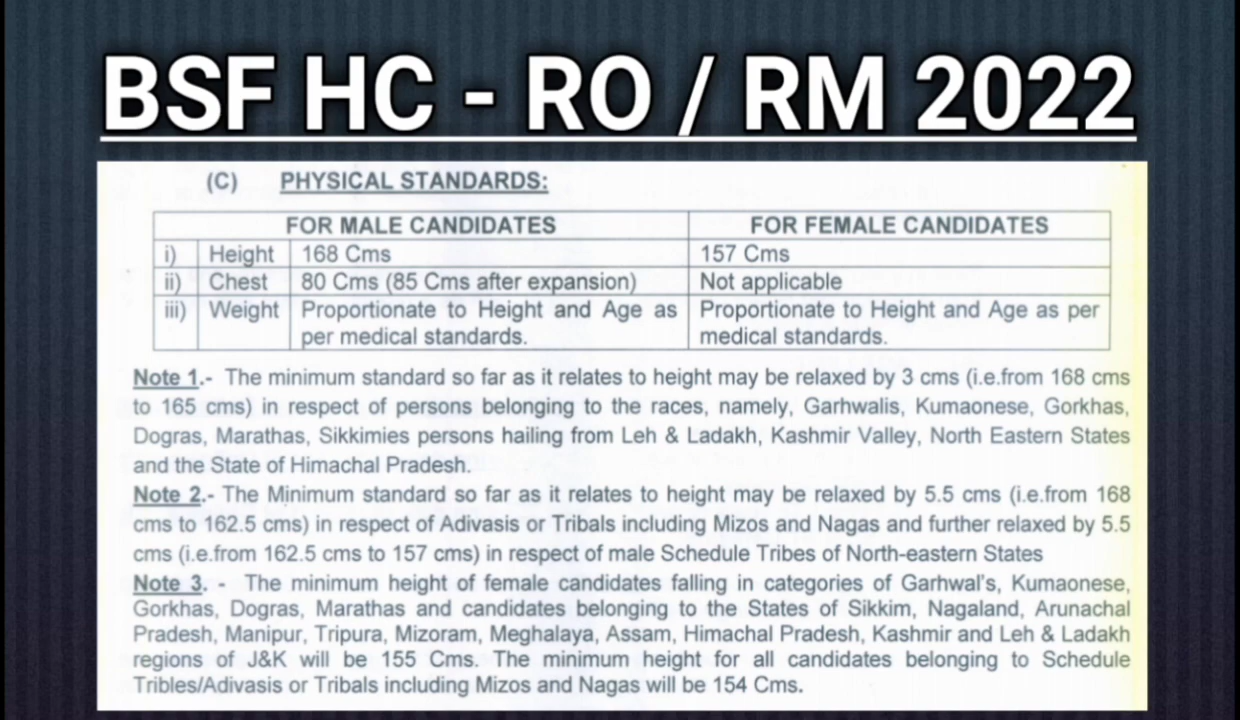 BSF HC - RO / RM 2022
(C) PHYSICAL STANDARDS:
FOR MALE CANDIDATES FOR FEMALE CANDIDATES
i) Height 168 Cms 157 Cms
ii) Chest 80 Cms (85 Cms after expansion) Not applicable
iii) Weight Proportionate to Height and Age as Proportionate to Height and Age as per
per medical standards. medical standards.
Note 1.- The minimum standard so far as it relates to height may be relaxed by 3 cms (i.e.from 168 cms
to 165 cms) in respect of persons belonging to the races, namely, Garhwalis, Kumaonese, Gorkhas,
Dogras, Marathas, Sikkimies persons hailing from Leh & Ladakh, Kashmir Valley, North Eastern States
and the State of Himachal Pradesh.
Note 2.- The Minimum standard so far as it relates to height may be relaxed by 5.5 cms (i.e.from 168
cms to 162.5 cms) in respect of Adivasis or Tribals including Mizos and Nagas and further relaxed by 5.5
cms (i.e.from 162.5 cms to 157 cms) in respect of male Schedule Tribes of North-eastern States
Note 3. - The minimum height of female candidates falling in categories of Garhwal's, Kumaonese,
Gorkhas, Dogras, Marathas and candidates belonging to the States of Sikkim, Nagaland, Arunachal
Pradesh, Manipur, Tripura, Mizoram, Meghalaya, Assam, Himachal Pradesh, Kashmir and Leh & Ladakh
regions of J&K will be 155 Cms. The minimum height for all candidates belonging to Schedule
Tribles/Adivasis or Tribals including Mizos and Nagas will be 154 Cms.